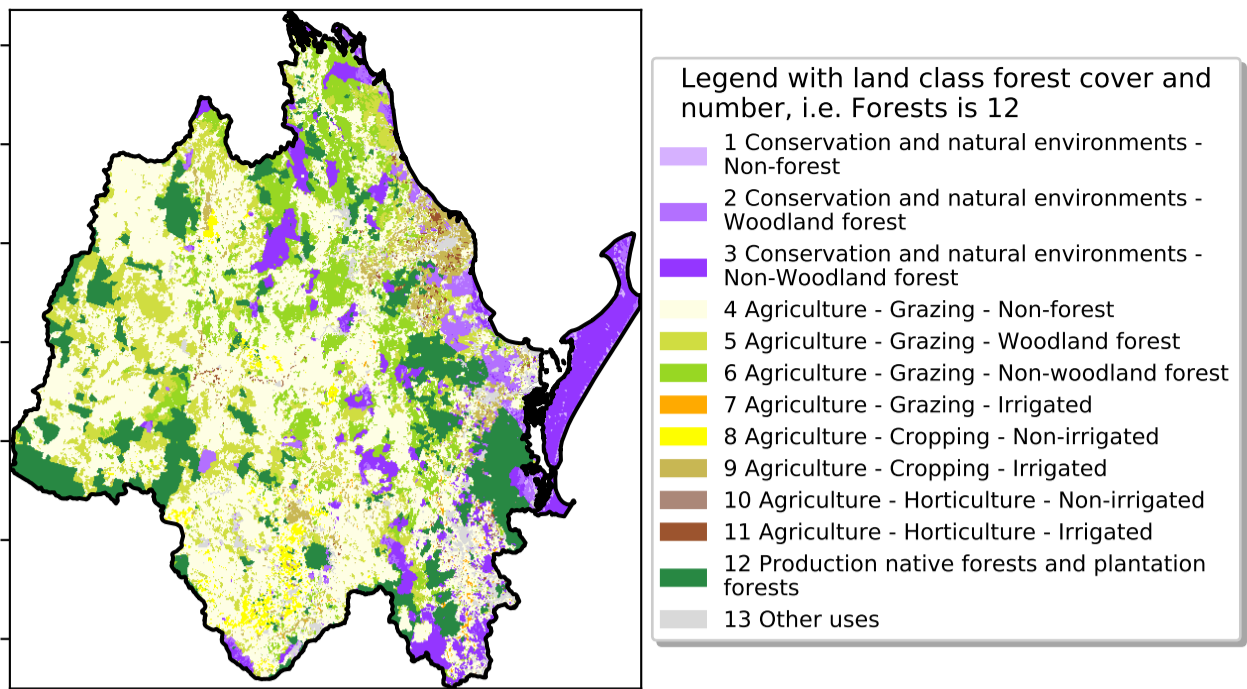 Legend with land class forest cover and
number, i.e. Forests is 12
1 Conservation and natural environments -
Non-forest
2 Conservation and natural environments -
Woodland forest
3 Conservation and natural environments -
Non-Woodland forest
4 Agriculture - Grazing - Non-forest
5 Agriculture - Grazing - Woodland forest
6 Agriculture - Grazing - Non-woodland forest
7 Agriculture - Grazing - Irrigated
8 Agriculture - Cropping - Non-irrigated
9 Agriculture - Cropping - Irrigated
10 Agriculture - Horticulture - Non-irrigated
11 Agriculture - Horticulture - Irrigated
12 Production native forests and plantation
forests
13 Other uses